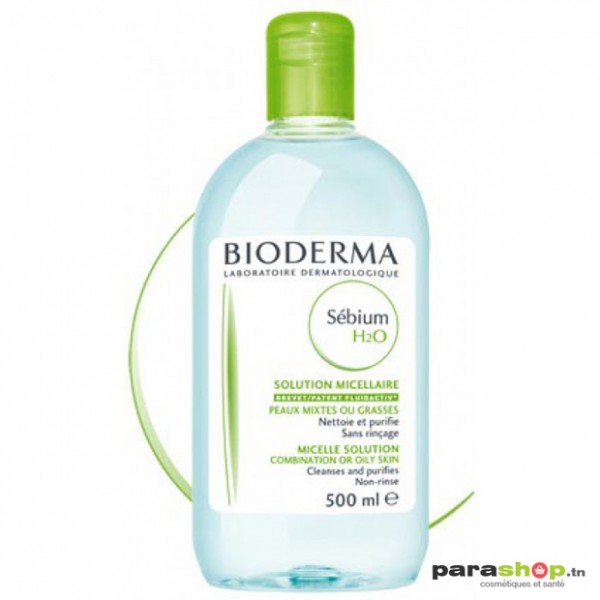 BIODERMA
LABORATOIRE DERMATOLOGIQUE
Sébium
H2O
SOLUTION MICELLAIRE
BREVET/PATENT FLUIDACTIV*
PEAUX MIXTES OU GRASSES
Nettoie et purifie
Sans rinçage
MICELLE SOLUTION
COMBINATION OR OILY SKIN
Cleanses and purifies
Non-rinse
500 ml e
parashop.tn
cosmétiques et santé